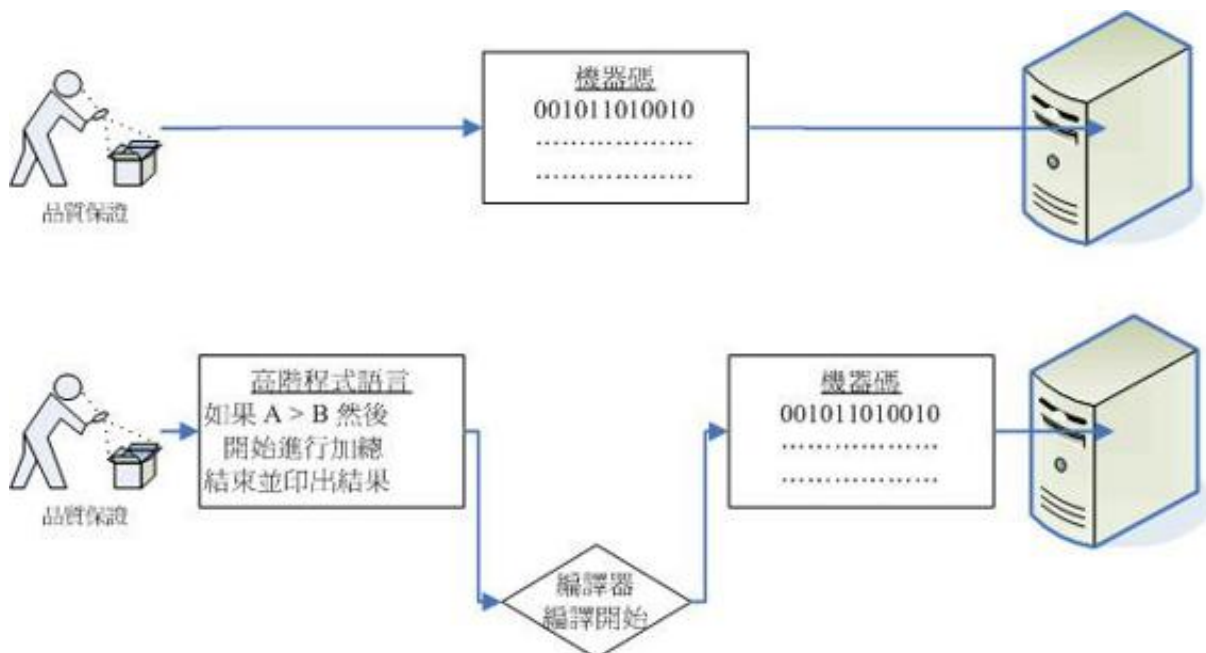 機器碼
001011010010
..................
..................
品質保證
高階程式語言
如果 A > B 然後
開始進行加總
結束並印出結果
品質保證
編譯器
編譯開始
機器碼
001011010010
..................
..................